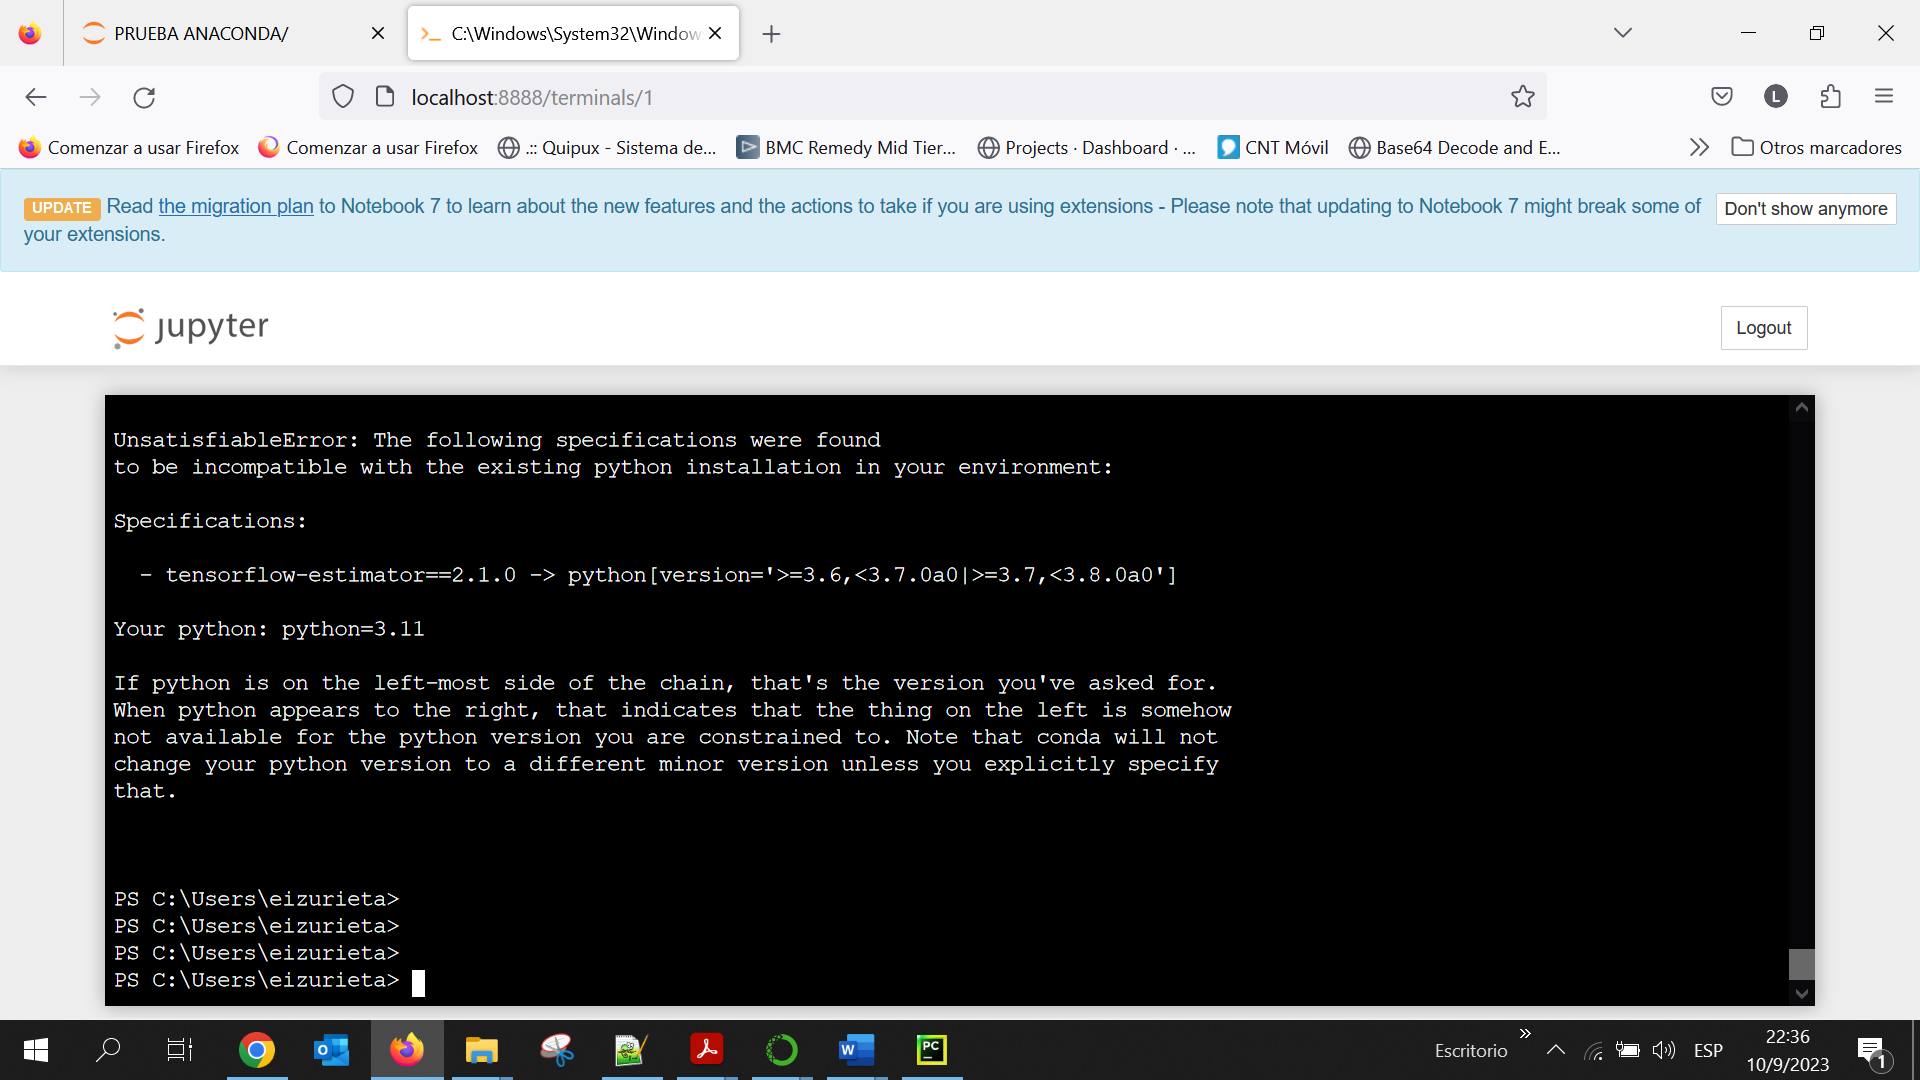 PRUEBA ANACONDA/
C:\Windows\System32\Window
localhost:8888/terminals/1
L
Comenzar a usar Firefox
Comenzar a usar Firefox
.:: Quipux - Sistema de...
BMC Remedy Mid Tier...
Projects · Dashboard · ...
CNT Móvil
Base64 Decode and E...
Otros marcadores
UPDATE Read the migration plan to Notebook 7 to learn about the new features and the actions to take if you are using extensions - Please note that updating to Notebook 7 might break some of
your extensions.
Don't show anymore
jupyter
Logout
UnsatisfiableError: The following specifications were found
to be incompatible with the existing python installation in your environment:
Specifications:
- tensorflow-estimator==2.1.0 -> python[version='>=3.6,<3.7.0a0|>=3.7,<3.8.0a0']
Your python: python=3.11
If python is on the left-most side of the chain, that's the version you've asked for.
When python appears to the right, that indicates that the thing on the left is somehow
not available for the python version you are constrained to. Note that conda will not
change your python version to a different minor version unless you explicitly specify
that.
PS C:\Users\eizurieta>
PS C:\Users\eizurieta>
PS C:\Users\eizurieta>
PS C:\Users\eizurieta>
Escritorio
ESP
22:36
10/9/2023
1